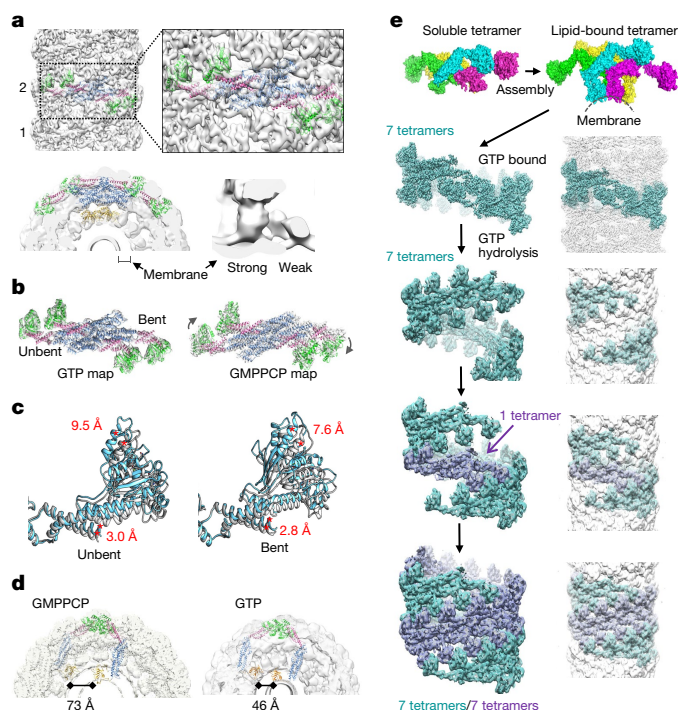 a
2
1
Membrane
Strong Weak
b
Unbent
Bent
GTP map
GMPPCP map
c
9.5 Å
7.6 Å
3.0 Å
2.8 Å
Unbent
Bent
d
GMPPCP
GTP
73 Å
46 Å
e
Soluble tetramer
Lipid-bound tetramer
Assembly
Membrane
7 tetramers
GTP bound
GTP
hydrolysis
7 tetramers
1 tetramer
7 tetramers/7 tetramers